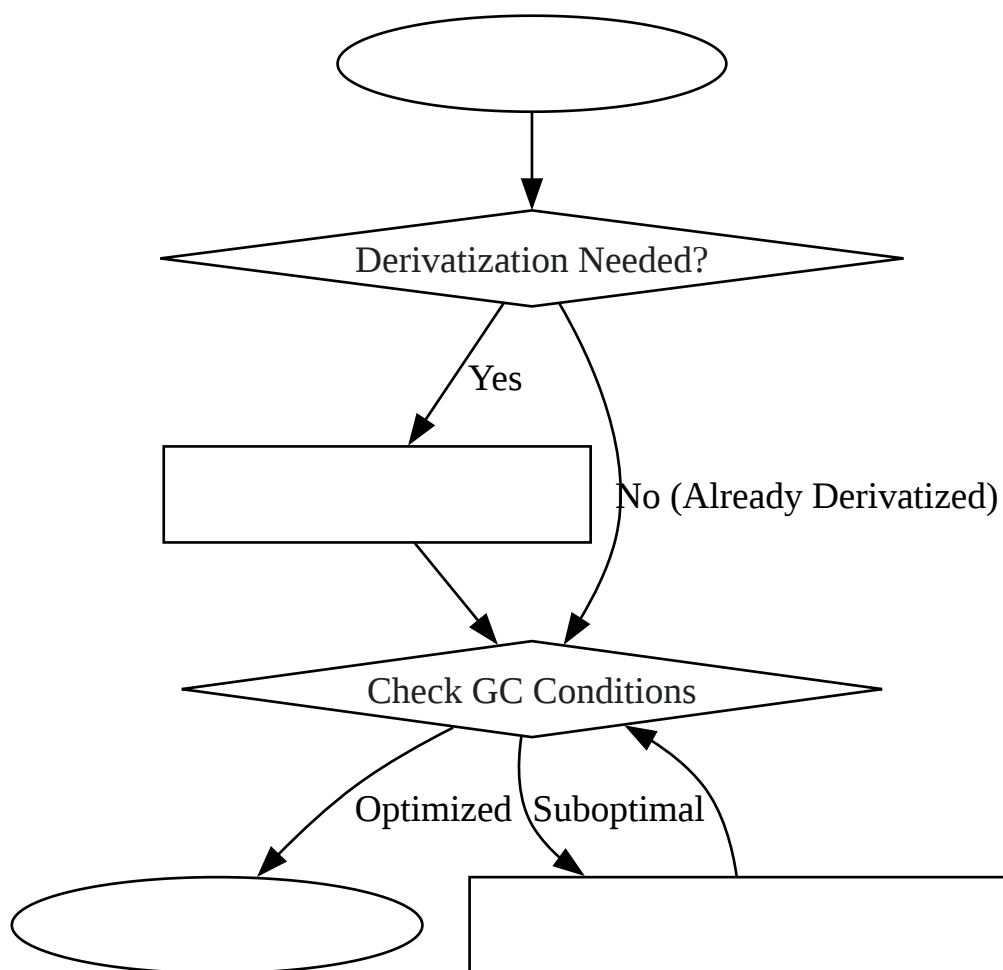 Derivatization Needed?
Yes
No (Already Derivatized)
Check GC Conditions
Optimized
Suboptimal